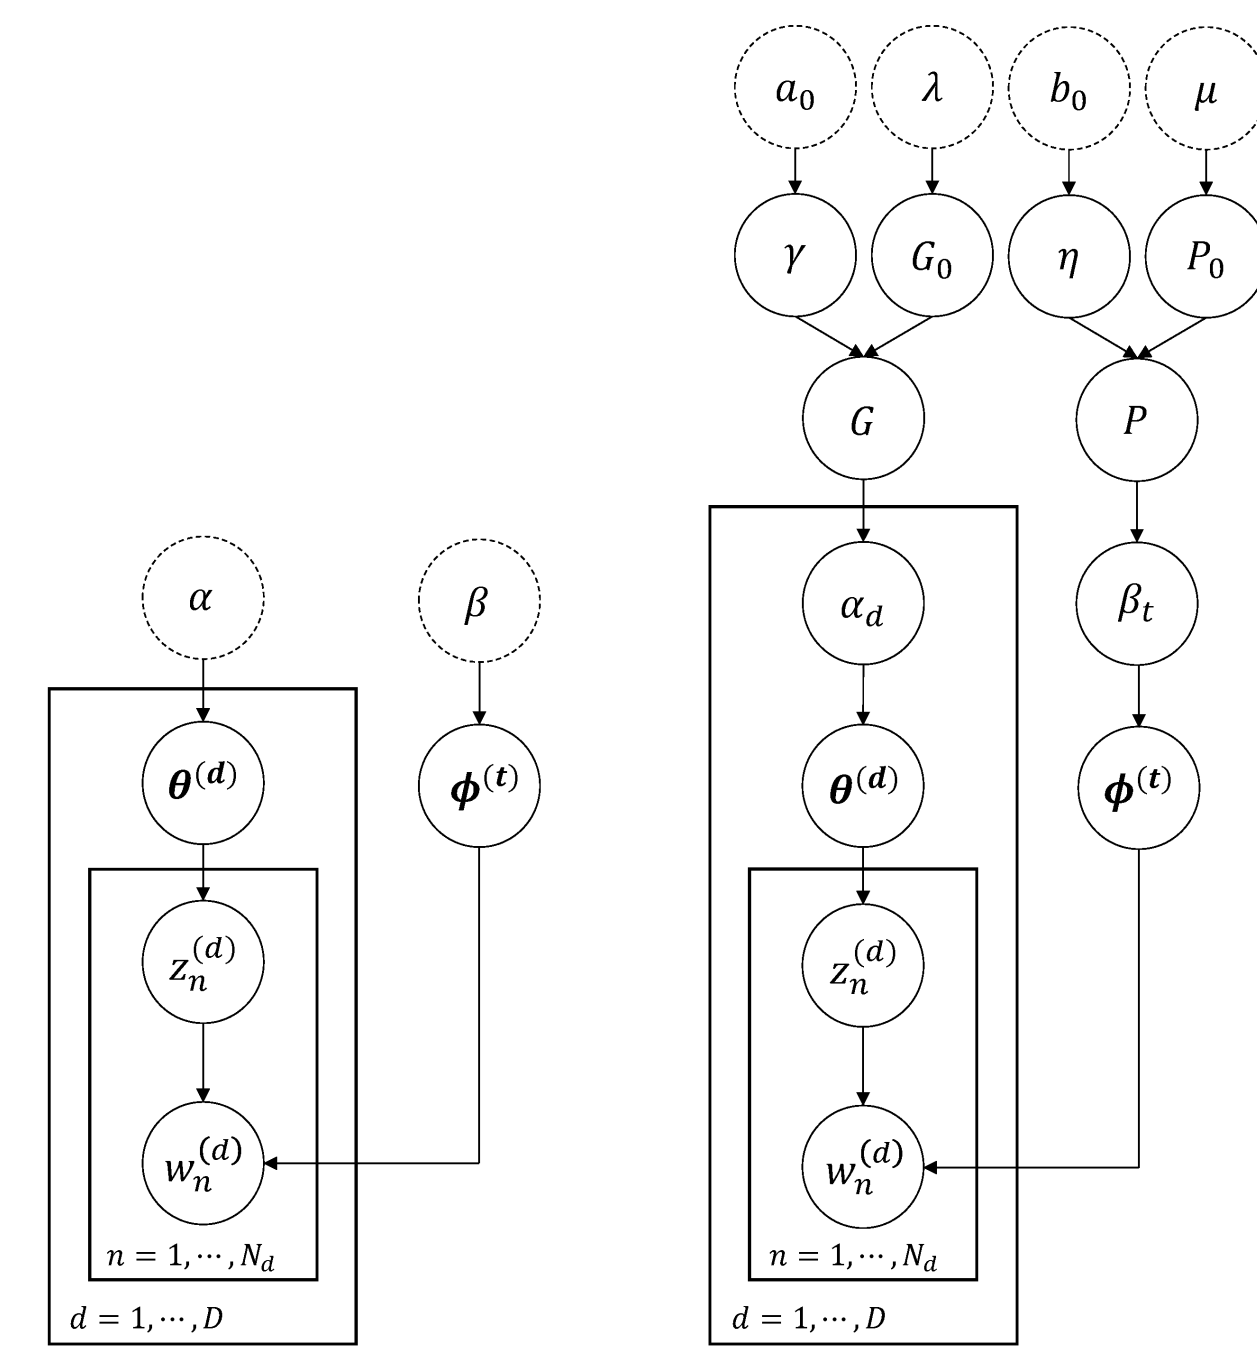 a₀ λ b₀ μ
γ G₀ η P₀
G P
α β α_d β_t
θ^(d) ϕ^(t) θ^(d) ϕ^(t)
z_n^(d) z_n^(d)
w_n^(d) w_n^(d)
n = 1, ⋯ , N_d n = 1, ⋯ , N_d
d = 1, ⋯ , D d = 1, ⋯ , D